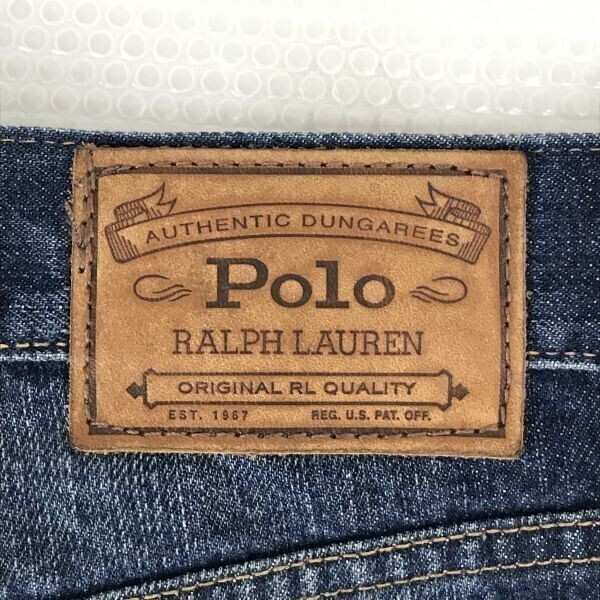 AUTHENTIC DUNGAREES
Polo
RALPH LAUREN
ORIGINAL RL QUALITY
EST. 1967 REG. U.S. PAT. OFF.